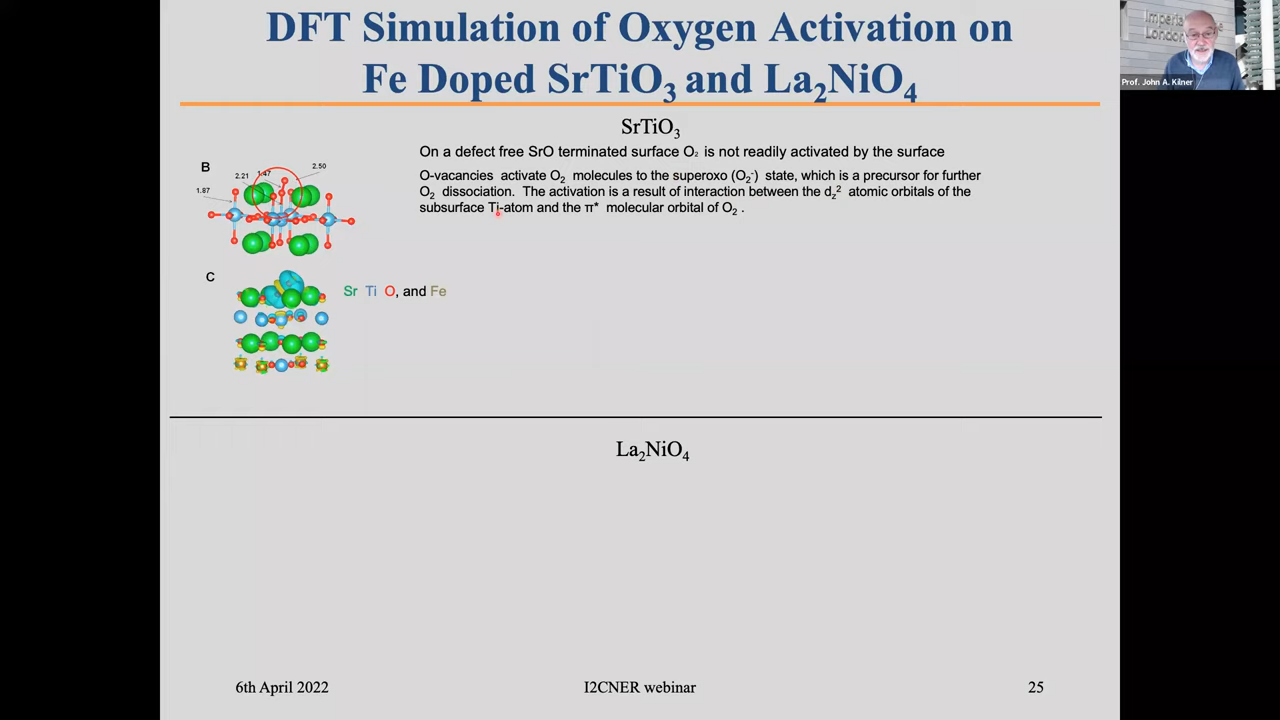 DFT Simulation of Oxygen Activation on
Fe Doped SrTiO₃ and La₂NiO₄
Imperial
London
Prof. John A. Kilner
SrTiO₃
On a defect free SrO terminated surface O₂ is not readily activated by the surface
O-vacancies activate O₂ molecules to the superoxo (O₂⁻) state, which is a precursor for further
O₂ dissociation. The activation is a result of interaction between the d_z² atomic orbitals of the
subsurface Ti-atom and the π* molecular orbital of O₂ .
B
2.50
2.21
1.47
1.87
C
Sr Ti O, and Fe
La₂NiO₄
6th April 2022
I2CNER webinar
25